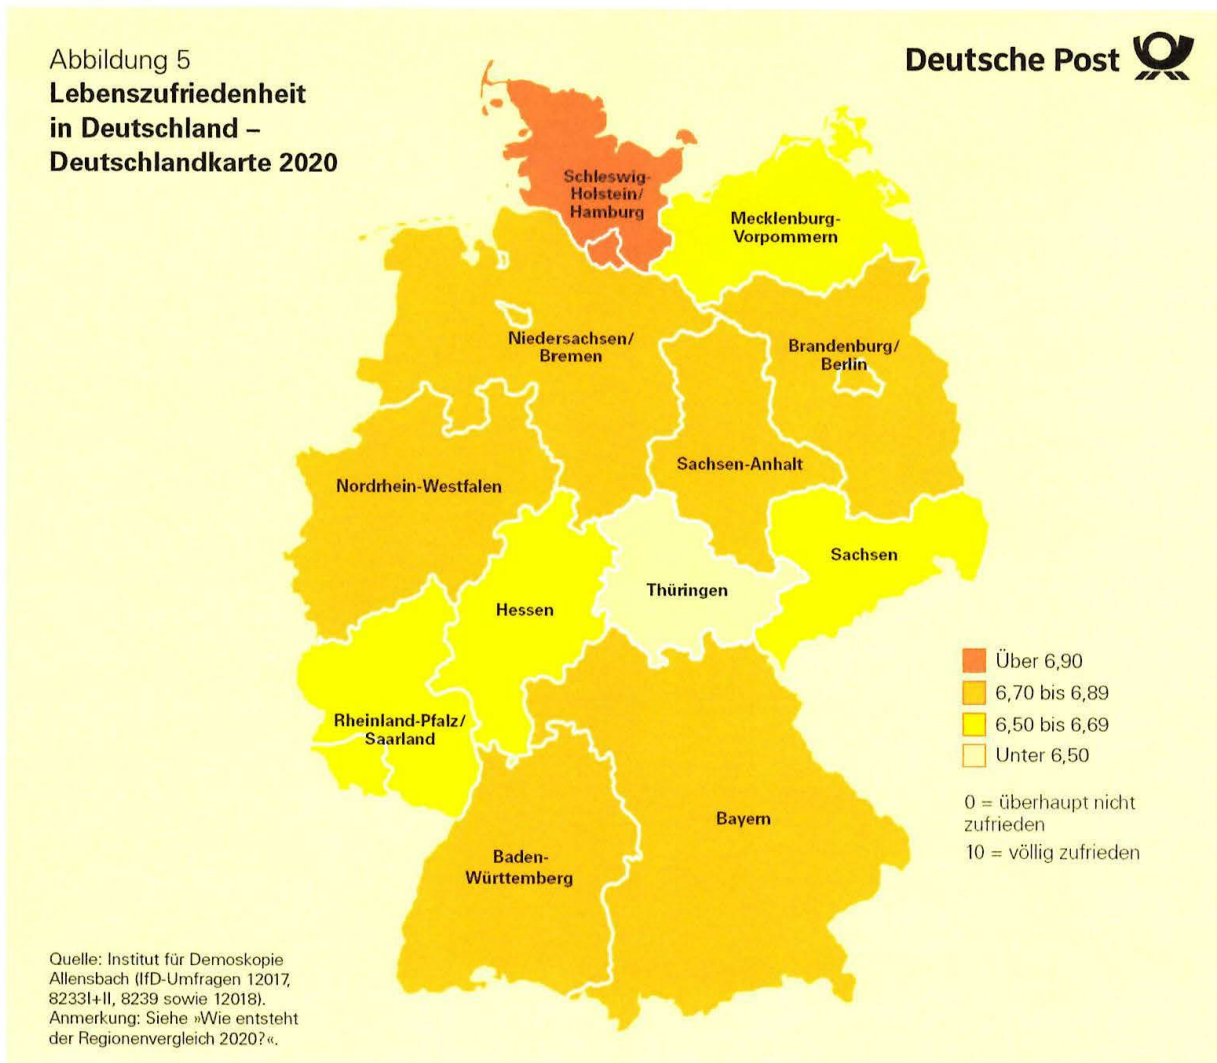 Abbildung 5
Lebenszufriedenheit
in Deutschland –
Deutschlandkarte 2020
Deutsche Post
Schleswig-
Holstein/
Hamburg
Mecklenburg-
Vorpommern
Niedersachsen/
Bremen
Brandenburg/
Berlin
Sachsen-Anhalt
Nordrhein-Westfalen
Sachsen
Thüringen
Hessen
Rheinland-Pfalz/
Saarland
Bayern
Baden-
Württemberg
Über 6,90
6,70 bis 6,89
6,50 bis 6,69
Unter 6,50
0 = überhaupt nicht
zufrieden
10 = völlig zufrieden
Quelle: Institut für Demoskopie
Allensbach (IfD-Umfragen 12017,
8233I+II, 8239 sowie 12018).
Anmerkung: Siehe »Wie entsteht
der Regionenvergleich 2020?«.